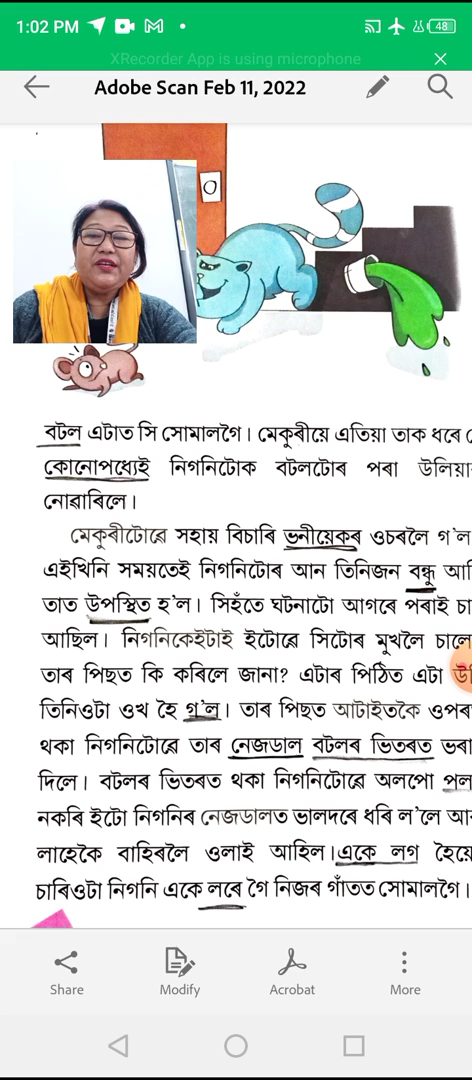 1:02 PM
48
XRecorder App is using microphone
Adobe Scan Feb 11, 2022
বটল এটাত সি সোমালগৈ। মেকুৰীয়ে এতিয়া তাক ধৰে
কোনোপধ্যেই নিগনিটোক বটলটোৰ পৰা উলিয়া
নোৱাৰিলে।
মেকুৰীটোৱে সহায় বিচাৰি ভনীয়েকৰ ওচৰলৈ গ'ল
এইখিনি সময়তেই নিগনিটোৰ আন তিনিজন বন্ধু আ
তাত উপস্থিত হ'ল। সিহঁতে ঘটনাটো আগৰে পৰাই চা
আছিল। নিগনিকেইটাই ইটোৱে সিটোৰ মুখলৈ চালে
তাৰ পিছত কি কৰিলে জানা? এটাৰ পিঠিত এটা
তিনিওটা ওখ হৈ গ'ল। তাৰ পিছত আটাইতকৈ ওপৰ
থকা নিগনিটোৱে তাৰ নেজডাল বটলৰ ভিতৰত ভৰা
দিলে। বটলৰ ভিতৰত থকা নিগনিটোৱে অলপো পল
নকৰি ইটো নিগনিৰ নেজডালত ভালদৰে ধৰি ল'লে আৰ
লাহেকৈ বাহিৰলৈ ওলাই আহিল। একে লগ হৈয়ে
চাৰিওটা নিগনি একে লৰে গৈ নিজৰ গাঁতত সোমালগৈ।
Share Modify Acrobat More